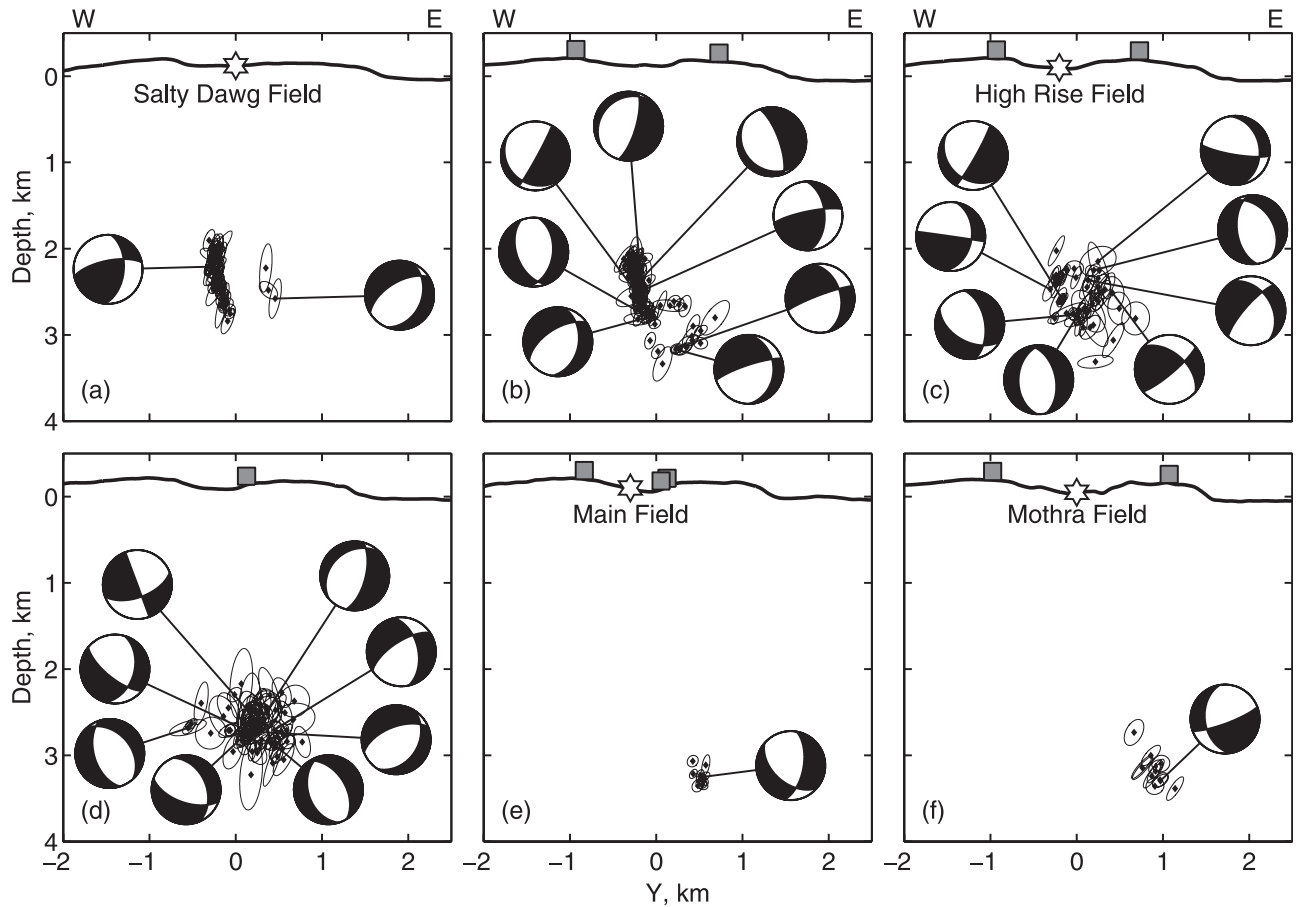 W E W E W E
0
Salty Dawg Field
High Rise Field
1
Depth, km
2
3
(a) (b) (c)
4
0
Main Field
Mothra Field
1
Depth, km
2
3
(d) (e) (f)
4
−2 −1 0 1 2 −2 −1 0 1 2 −2 −1 0 1 2
Y, km